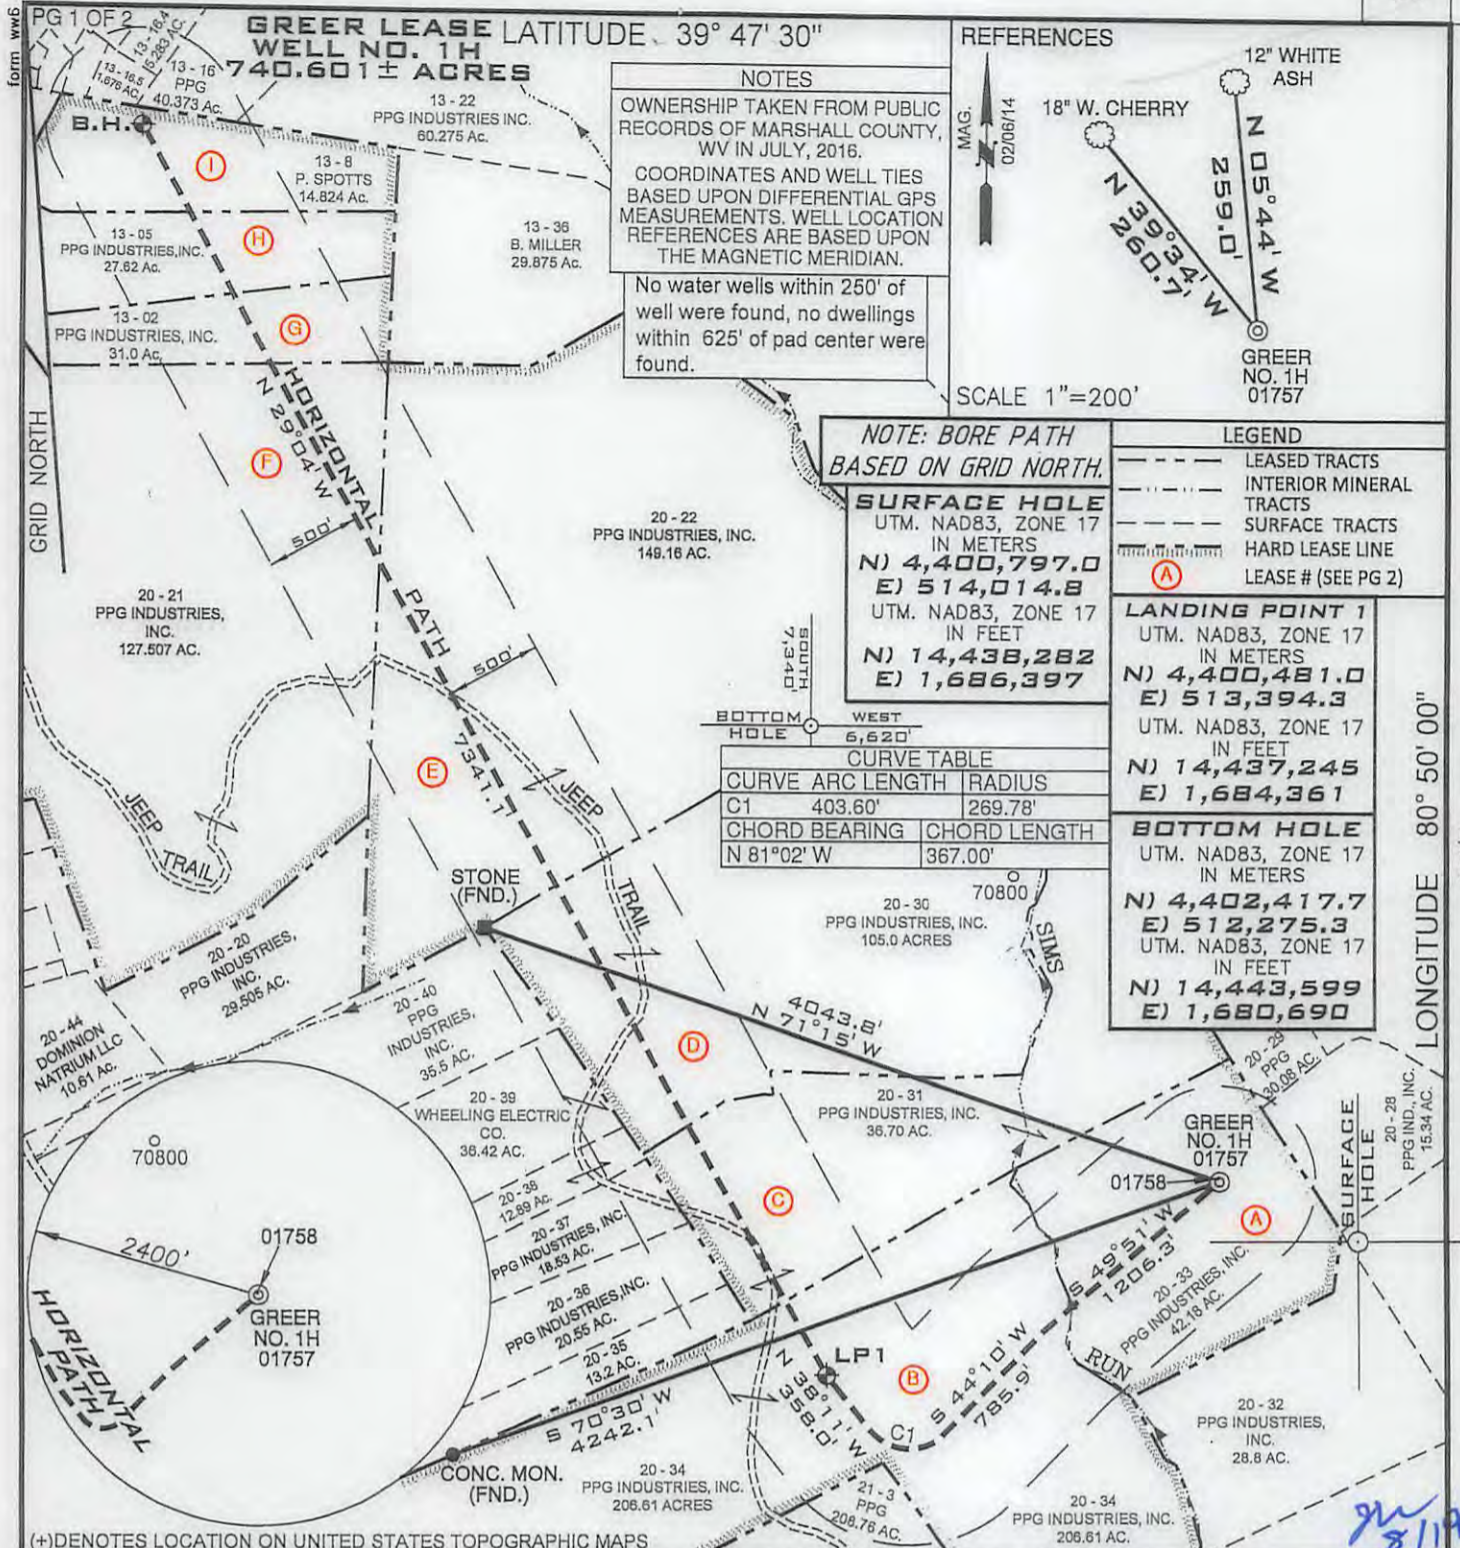 form ww6
PG 1 OF 2
GREER LEASE
WELL NO. 1H
740.601± ACRES
LATITUDE 39° 47' 30"
13 - 16.4
15.283 AC.
13 - 16.5
1.676 AC.
13 - 16
PPG
40.373 Ac.
B.H.
13 - 22
PPG INDUSTRIES INC.
60.275 Ac.
I
13 - 8
P. SPOTTS
14.824 Ac.
13 - 05
PPG INDUSTRIES,INC.
27.62 Ac.
H
13 - 36
B. MILLER
29.875 Ac.
13 - 02
PPG INDUSTRIES, INC.
31.0 Ac.
G
NOTES
OWNERSHIP TAKEN FROM PUBLIC
RECORDS OF MARSHALL COUNTY,
WV IN JULY, 2016.
COORDINATES AND WELL TIES
BASED UPON DIFFERENTIAL GPS
MEASUREMENTS. WELL LOCATION
REFERENCES ARE BASED UPON
THE MAGNETIC MERIDIAN.
No water wells within 250' of
well were found, no dwellings
within 625' of pad center were
found.
REFERENCES
MAG.
02/06/14
12" WHITE
ASH
18" W. CHERRY
N 05°44' W
259.0'
N 39°34' W
260.7'
GREER
NO. 1H
01757
SCALE 1"=200'
NOTE: BORE PATH
BASED ON GRID NORTH.
LEGEND
LEASED TRACTS
INTERIOR MINERAL
TRACTS
SURFACE TRACTS
HARD LEASE LINE
A
LEASE # (SEE PG 2)
SURFACE HOLE
UTM. NAD83, ZONE 17
IN METERS
N) 4,400,797.0
E) 514,014.8
UTM. NAD83, ZONE 17
IN FEET
N) 14,438,282
E) 1,686,397
LANDING POINT 1
UTM. NAD83, ZONE 17
IN METERS
N) 4,400,481.0
E) 513,394.3
UTM. NAD83, ZONE 17
IN FEET
N) 14,437,245
E) 1,684,361
BOTTOM HOLE
UTM. NAD83, ZONE 17
IN METERS
N) 4,402,417.7
E) 512,275.3
UTM. NAD83, ZONE 17
IN FEET
N) 14,443,599
E) 1,680,690
LONGITUDE 80° 50' 00"
GRID NORTH
HORIZONTAL
PATH
N 29°04' W
7341.1'
F
500'
500'
20 - 22
PPG INDUSTRIES, INC.
149.16 AC.
20 - 21
PPG INDUSTRIES,
INC.
127.507 AC.
SOUTH
7,340'
BOTTOM
HOLE
WEST
6,620'
CURVE TABLE
CURVE ARC LENGTH RADIUS
C1 403.60' 269.78'
CHORD BEARING CHORD LENGTH
N 81°02' W 367.00'
E
JEEP
TRAIL
JEEP
TRAIL
STONE
(FND.)
20 - 30
PPG INDUSTRIES, INC.
105.0 ACRES
70800
SIMS
20 - 20
PPG INDUSTRIES,
INC.
29.505 AC.
20 - 44
DOMINION
NATRIUM LLC
10.61 Ac.
20 - 40
PPG
INDUSTRIES,
INC.
35.5 AC.
4043.8'
N 71°15' W
D
20 - 39
WHEELING ELECTRIC
CO.
36.42 AC.
20 - 31
PPG INDUSTRIES, INC.
36.70 AC.
20 - 29
PPG
30.08 AC.
20 - 28
PPG IND., INC.
15.34 AC.
GREER
NO. 1H
01757
01758
SURFACE
HOLE
A
70800
2400'
01758
GREER
NO. 1H
01757
HORIZONTAL
PATH
20 - 38
12.89 Ac.
20 - 37
PPG INDUSTRIES, INC.
18.53 AC.
20 - 36
PPG INDUSTRIES,INC.
20.55 AC.
20 - 35
13.2 AC.
C
S 49°51' W
1206.3'
20 - 33
PPG INDUSTRIES, INC.
42.18 AC.
RUN
LP1
B
S 44°10' W
785.9'
C1
N 38°11' W
358.0'
S 70°30' W
4242.1'
CONC. MON.
(FND.)
20 - 34
PPG INDUSTRIES, INC.
206.61 ACRES
21 - 3
PPG
208.76 AC.
20 - 32
PPG INDUSTRIES,
INC.
28.8 AC.
20 - 34
PPG INDUSTRIES, INC.
206.61 AC.
(+)DENOTES LOCATION ON UNITED STATES TOPOGRAPHIC MAPS